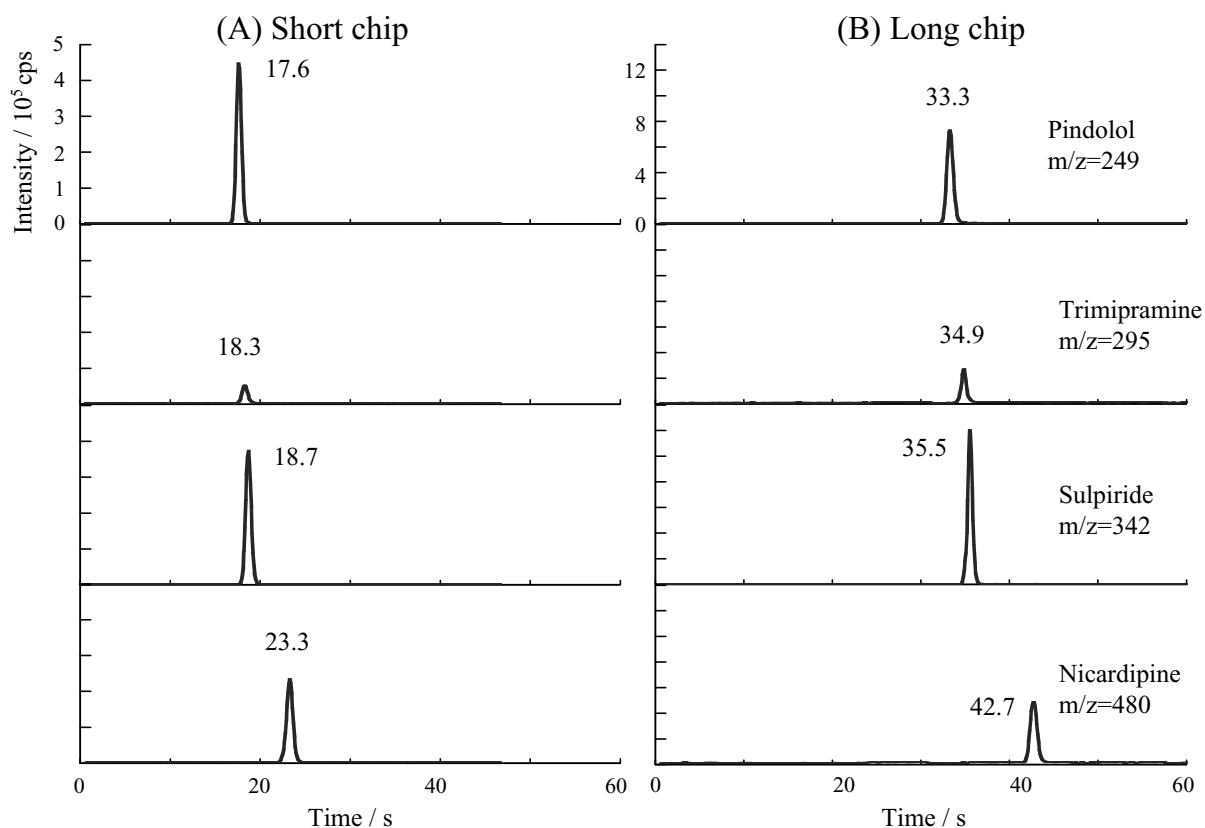 (A) Short chip
(B) Long chip
Intensity / 10⁵ cps
5
4
3
2
1
0
17.6
12
8
4
0
33.3
Pindolol
m/z=249
18.3
34.9
Trimipramine
m/z=295
18.7
35.5
Sulpiride
m/z=342
23.3
42.7
Nicardipine
m/z=480
0 20 40 60
0 20 40 60
Time / s
Time / s